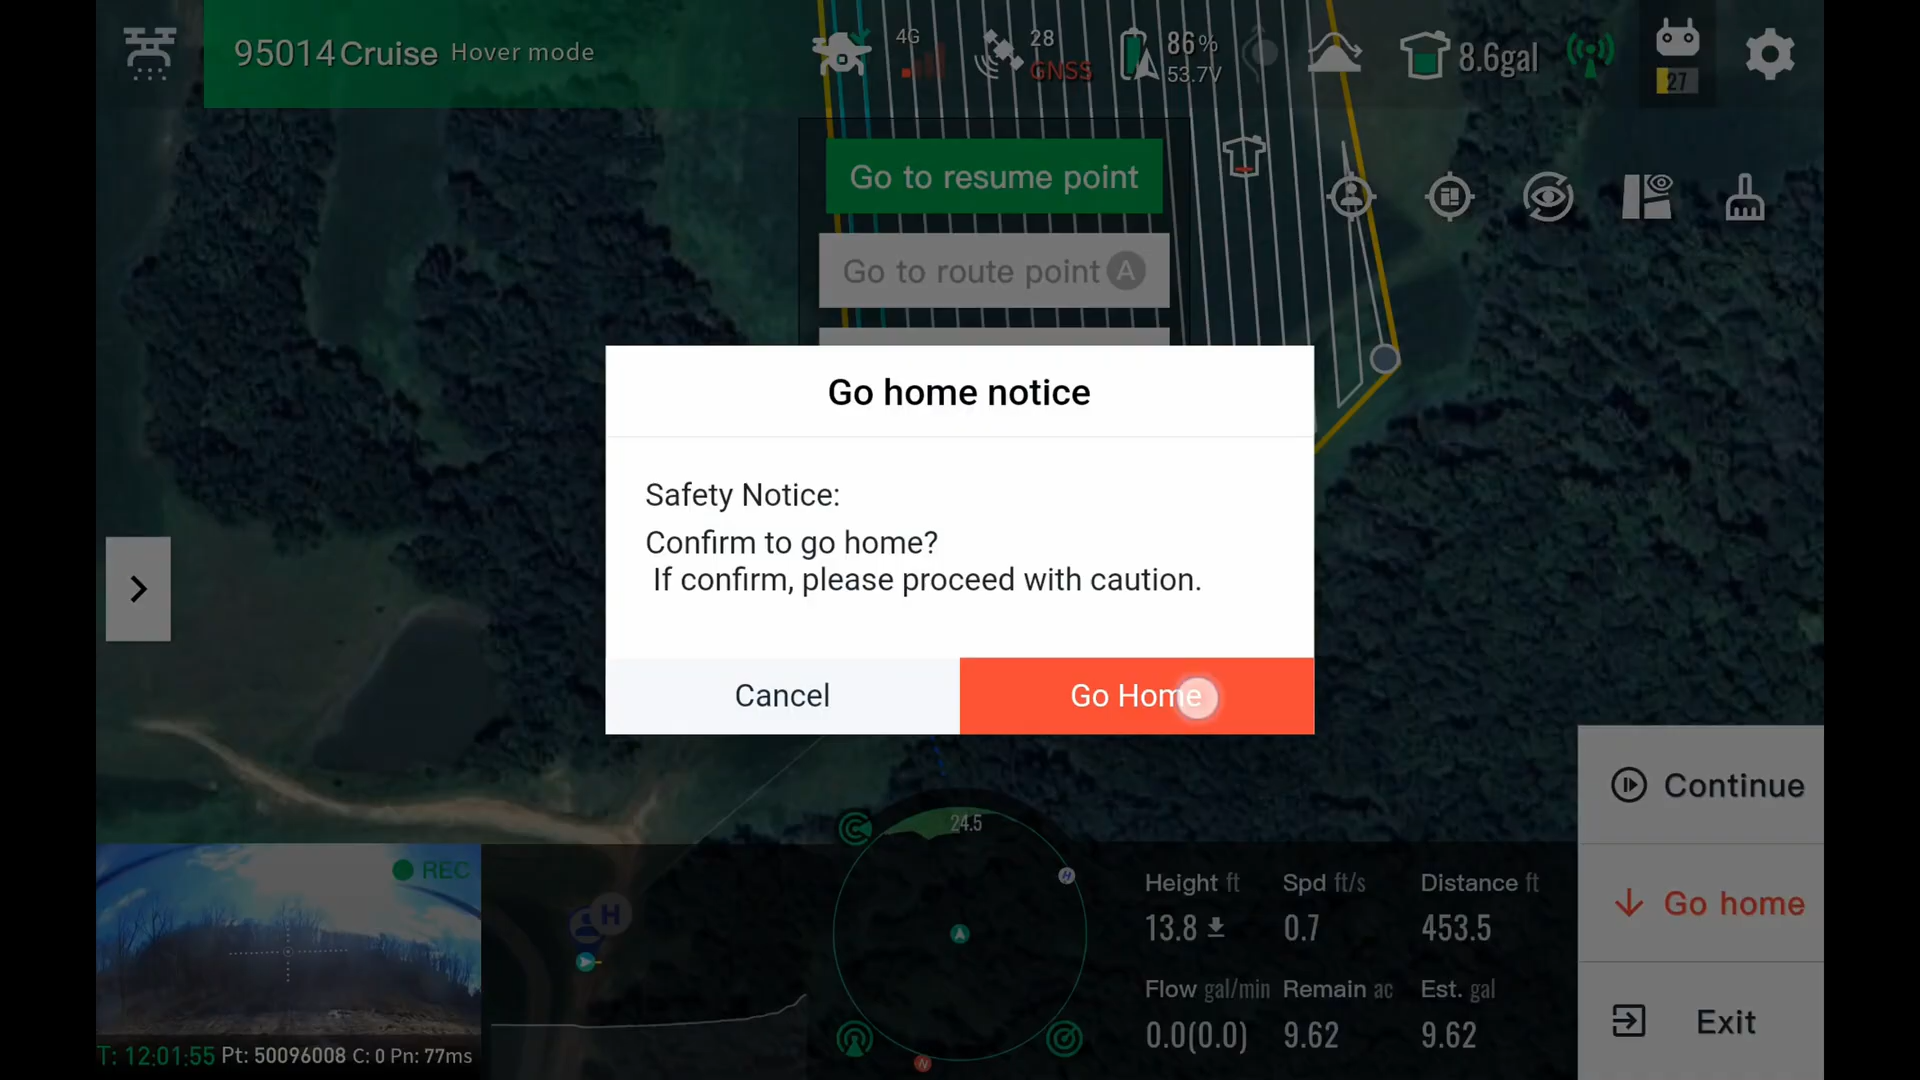 95014 Cruise Hover mode
4G
28
GNSS
86%
53.7V
8.6gal
27
Go to resume point
Go to route point A
Go home notice
Safety Notice:
Confirm to go home?
If confirm, please proceed with caution.
Cancel
Go Home
Continue
Go home
Exit
REC
T: 12:01:55 Pt: 50096008 C: 0 Pn: 77ms
H
24.5
H
N
Height ft Spd ft/s Distance ft
13.8 0.7 453.5
Flow gal/min Remain ac Est. gal
0.0(0.0) 9.62 9.62